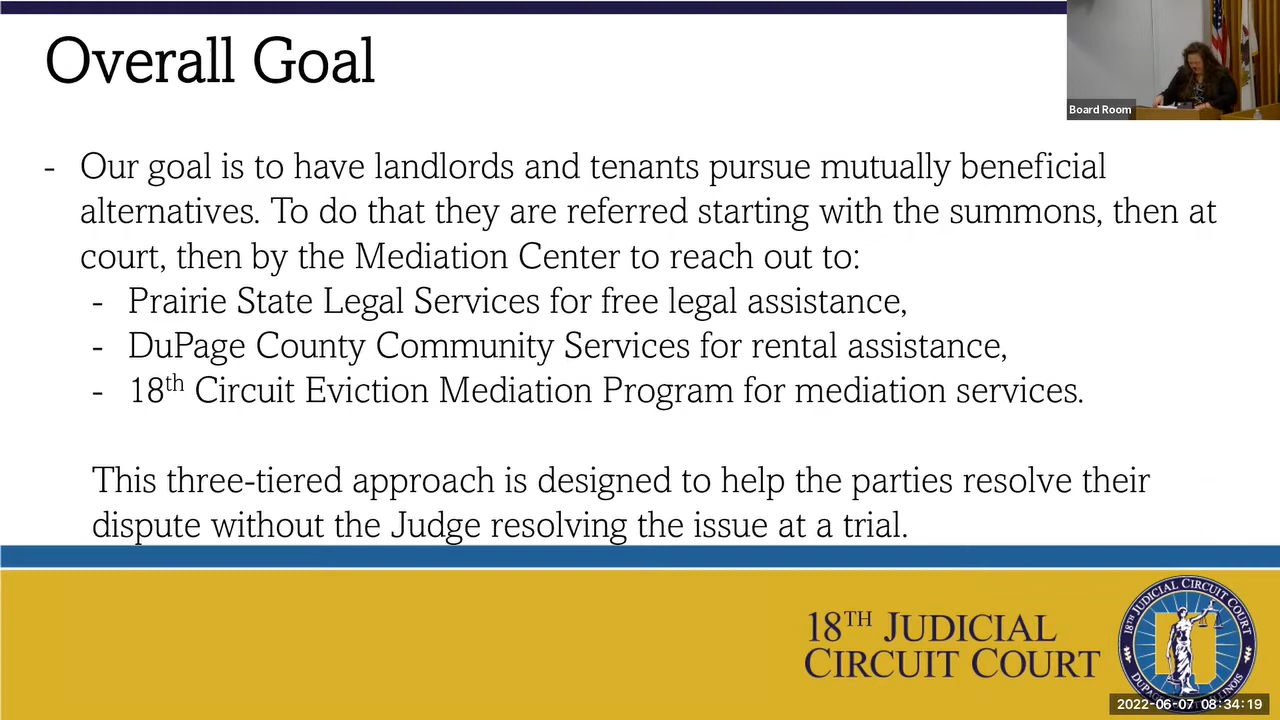 Overall Goal
Board Room
- Our goal is to have landlords and tenants pursue mutually beneficial
alternatives. To do that they are referred starting with the summons, then at
court, then by the Mediation Center to reach out to:
- Prairie State Legal Services for free legal assistance,
- DuPage County Community Services for rental assistance,
- 18th Circuit Eviction Mediation Program for mediation services.
This three-tiered approach is designed to help the parties resolve their
dispute without the Judge resolving the issue at a trial.
18TH JUDICIAL
CIRCUIT COURT
18TH JUDICIAL CIRCUIT COURT
2022-06-07 08:34:19